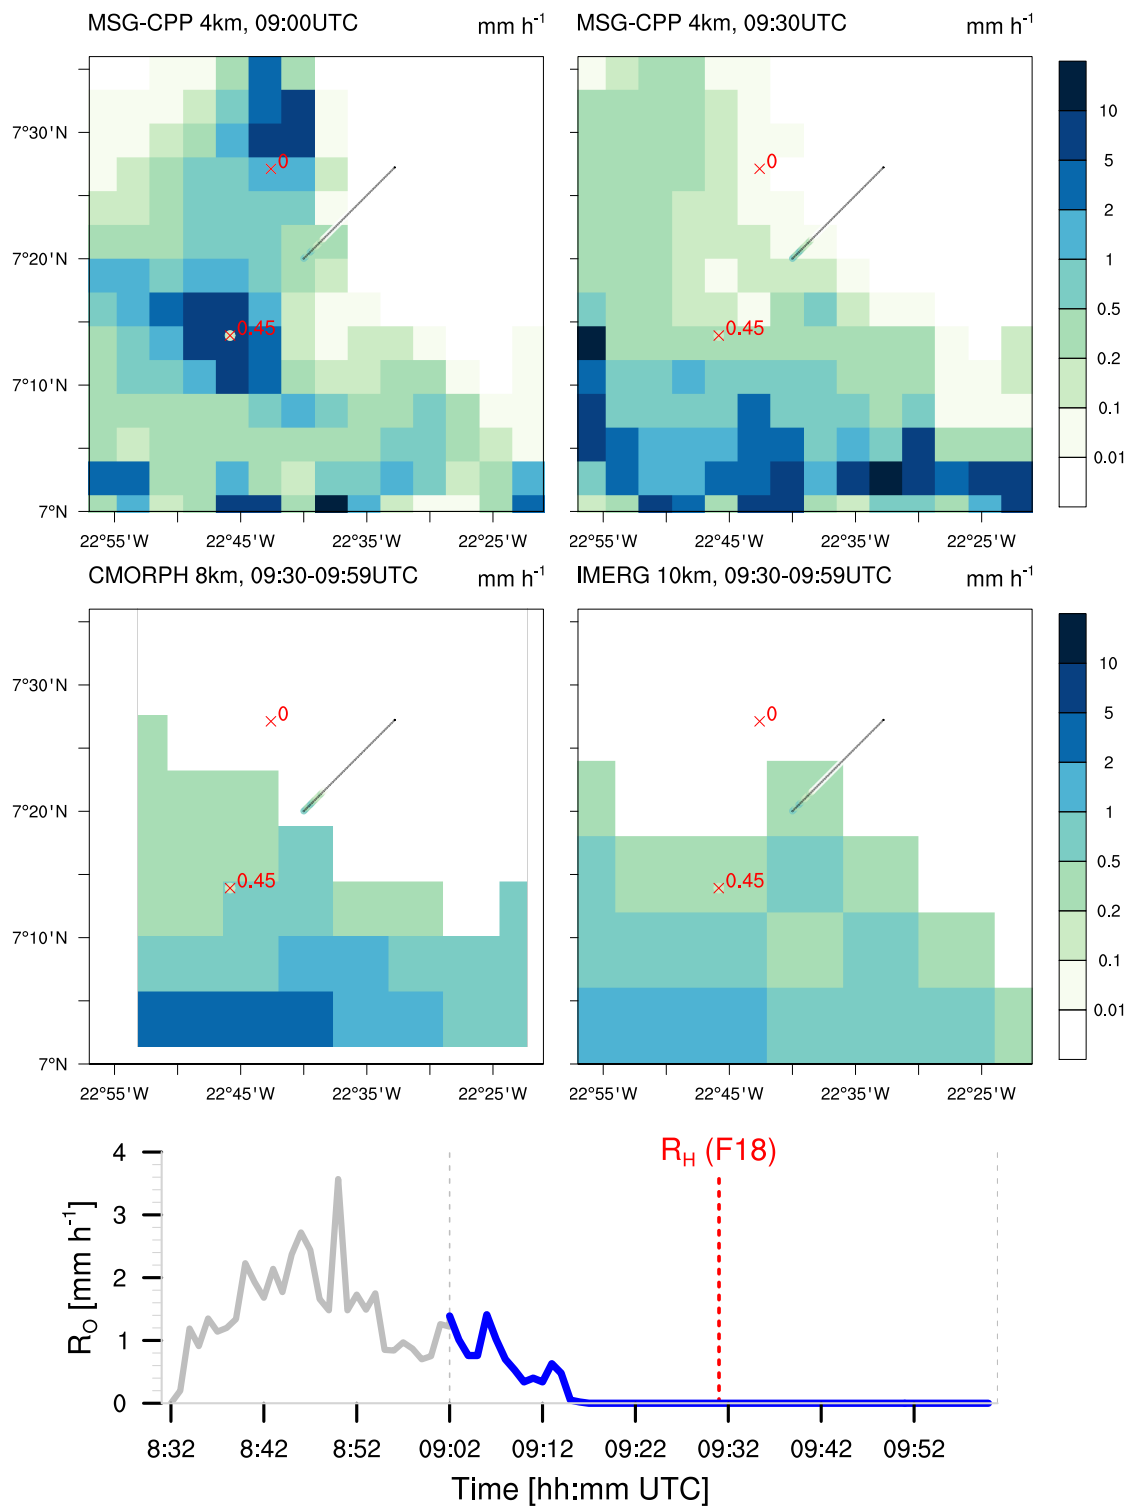 MSG-CPP 4km, 09:00UTC mm h⁻¹
MSG-CPP 4km, 09:30UTC mm h⁻¹
7°30'N
7°20'N
7°10'N
7°N
0
0.45
0
0.45
10
5
2
1
0.5
0.2
0.1
0.01
22°55'W 22°45'W 22°35'W 22°25'W
22°55'W 22°45'W 22°35'W 22°25'W
CMORPH 8km, 09:30-09:59UTC mm h⁻¹
IMERG 10km, 09:30-09:59UTC mm h⁻¹
7°30'N
7°20'N
7°10'N
7°N
0
0.45
0
0.45
10
5
2
1
0.5
0.2
0.1
0.01
22°55'W 22°45'W 22°35'W 22°25'W
22°55'W 22°45'W 22°35'W 22°25'W
R_H (F18)
R_O [mm h⁻¹]
4
3
2
1
0
8:32 8:42 8:52 09:02 09:12 09:22 09:32 09:42 09:52
Time [hh:mm UTC]